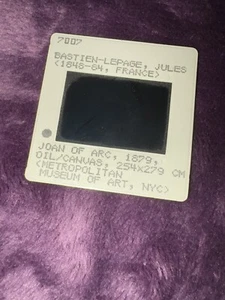 7007
BASTIEN-LEPAGE, JULES
(1848-84, FRANCE)
JOAN OF ARC, 1879,
OIL/CANVAS, 254X279 CM
(METROPOLITAN
MUSEUM OF ART, NYC)